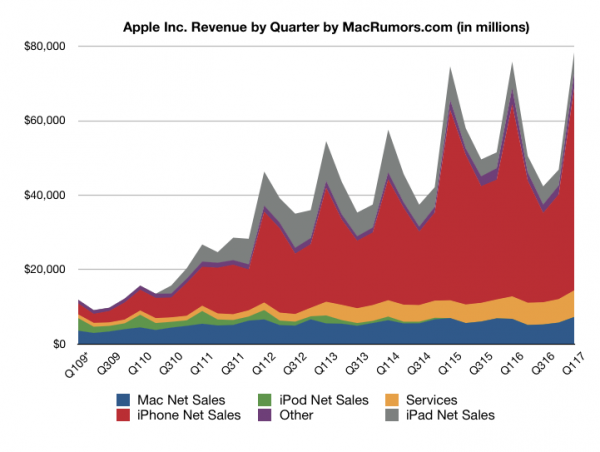 Apple Inc. Revenue by Quarter by MacRumors.com (in millions)
$80,000
$60,000
$40,000
$20,000
$0
Q109* Q309 Q110 Q310 Q111 Q311 Q112 Q312 Q113 Q313 Q114 Q314 Q115 Q315 Q116 Q316 Q117
Mac Net Sales iPod Net Sales Services
iPhone Net Sales Other iPad Net Sales